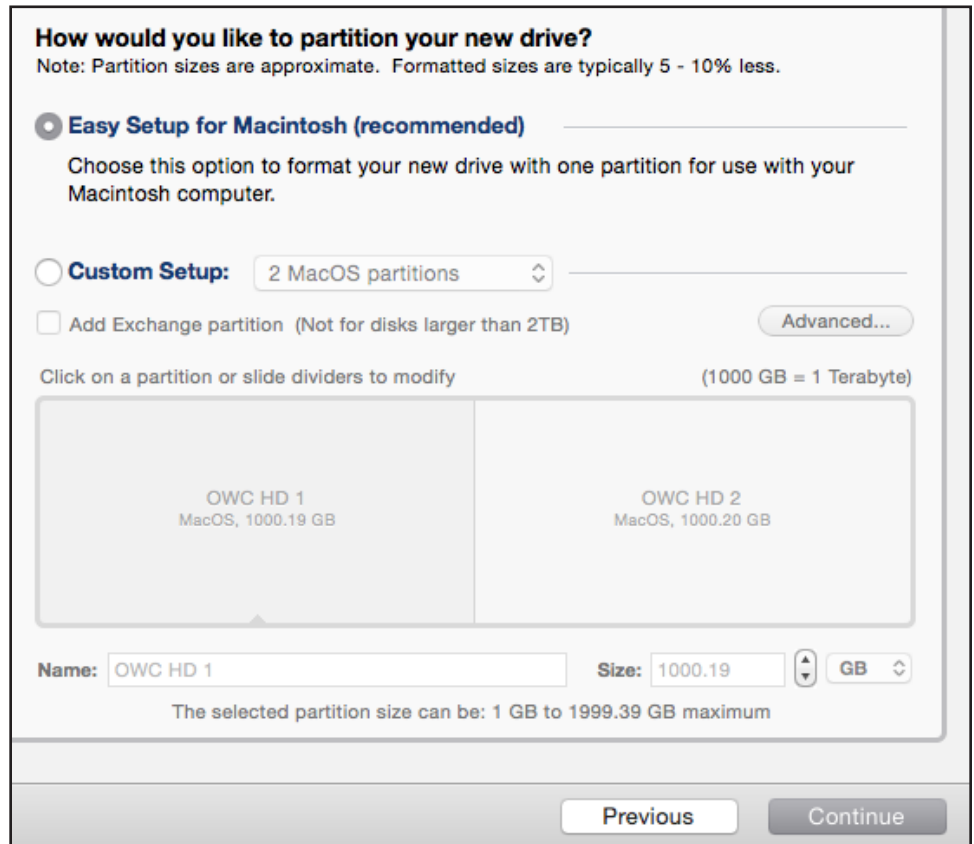 How would you like to partition your new drive?
Note: Partition sizes are approximate.  Formatted sizes are typically 5 - 10% less.
Easy Setup for Macintosh (recommended)
Choose this option to format your new drive with one partition for use with your
Macintosh computer.
Custom Setup: 2 MacOS partitions
Add Exchange partition  (Not for disks larger than 2TB) Advanced...
Click on a partition or slide dividers to modify (1000 GB = 1 Terabyte)
OWC HD 1 OWC HD 2
MacOS, 1000.19 GB MacOS, 1000.20 GB
Name: OWC HD 1 Size: 1000.19 GB
The selected partition size can be: 1 GB to 1999.39 GB maximum
Previous Continue